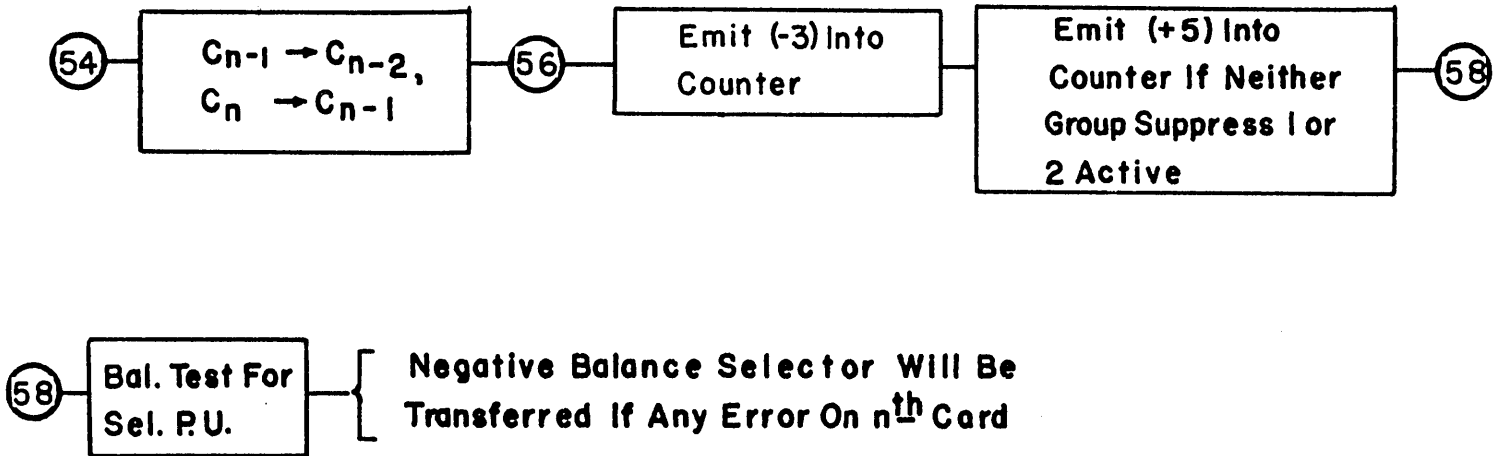 54
Cₙ₋₁ → Cₙ₋₂,
Cₙ → Cₙ₋₁
56
Emit (-3) Into
Counter
Emit (+5) Into
Counter If Neither
Group Suppress 1 or
2 Active
58
58
Bal. Test For
Sel. P.U.
Negative Balance Selector Will Be
Transferred If Any Error On nth Card